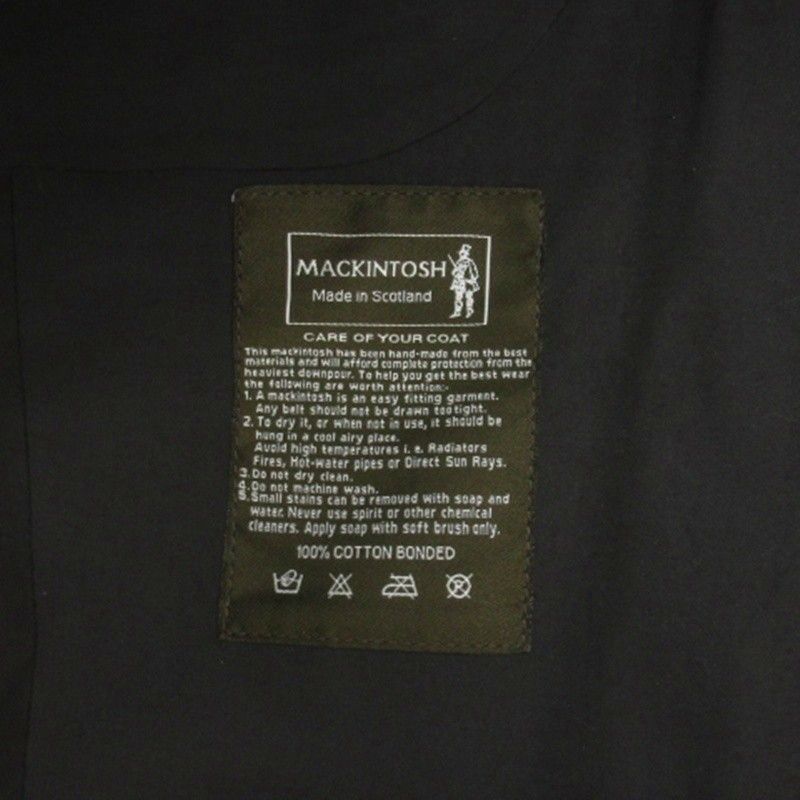 MACKINTOSH
Made in Scotland
CARE OF YOUR COAT
This mackintosh has been hand-made from the best
materials and will afford complete protection from the
heaviest downpour. To help you get the best wear
the following are worth attention:-
1. A mackintosh is an easy fitting garment.
Any belt should not be drawn too tight.
2. To dry it, or when not in use, it should be
hung in a cool airy place.
Avoid high temperatures i. e. Radiators
Fires, Hot-water pipes or Direct Sun Rays.
3. Do not dry clean.
4. Do not machine wash.
5. Small stains can be removed with soap and
water. Never use spirit or other chemical
cleaners. Apply soap with soft brush only.
100% COTTON BONDED